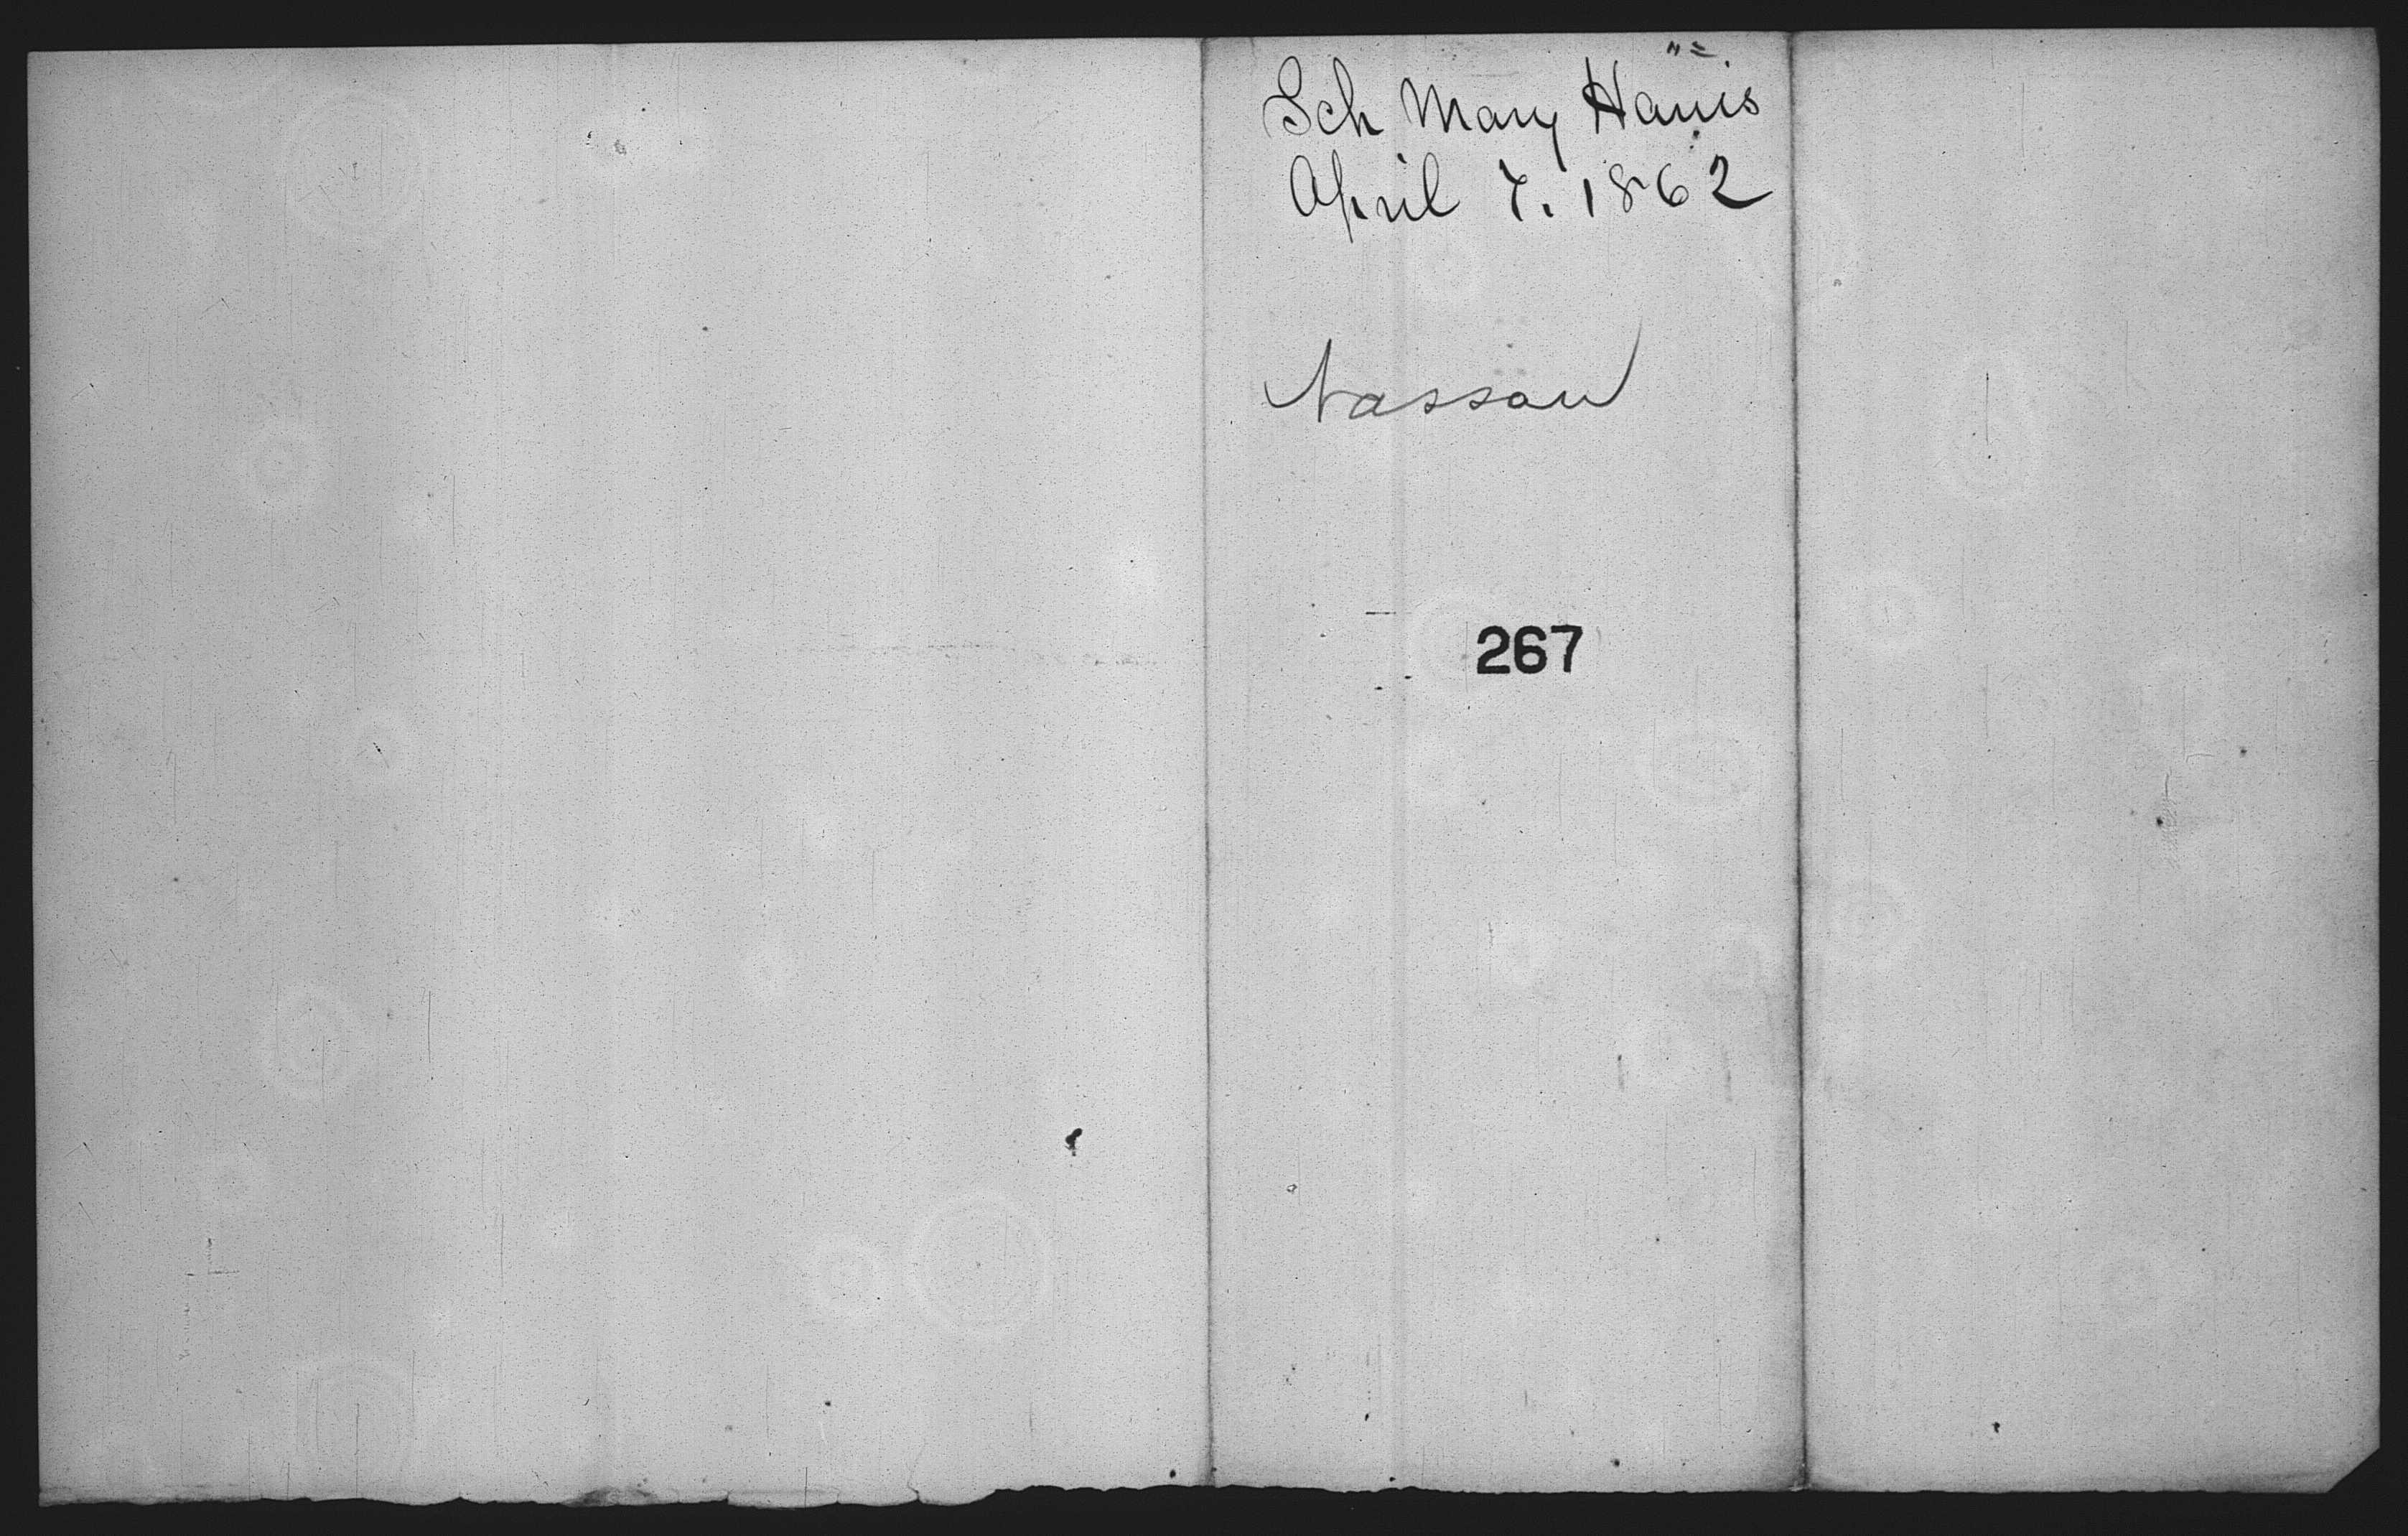 Sch Mary Harris
April 7. 1862
Nassau
267